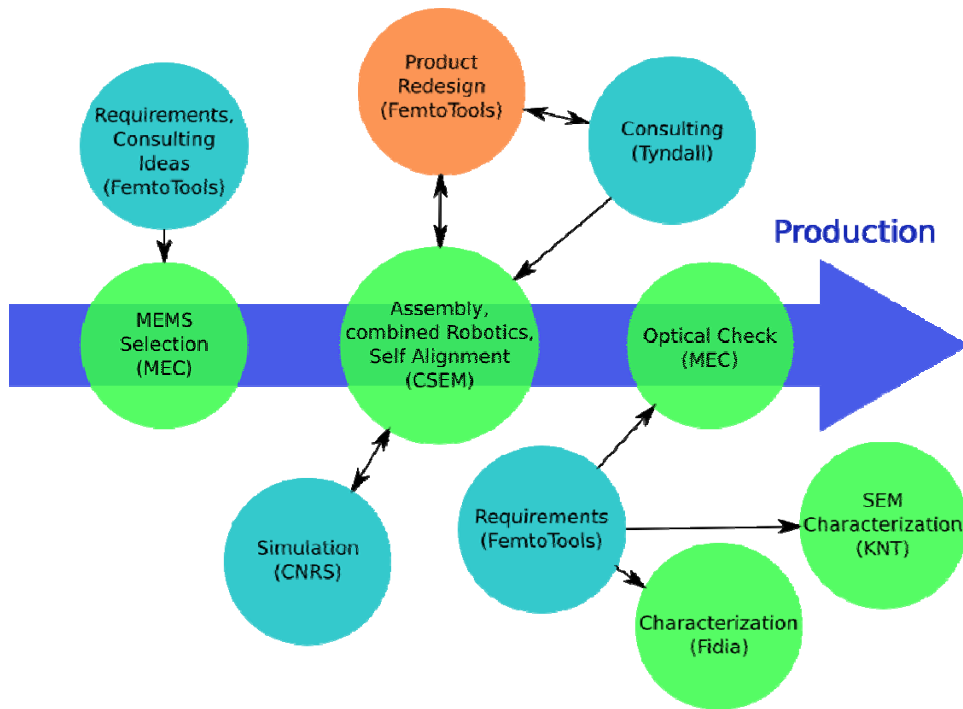 Product
Redesign
(FemtoTools)
Requirements,
Consulting
Ideas
(FemtoTools)
Consulting
(Tyndall)
Production
MEMS
Selection
(MEC)
Assembly,
combined Robotics,
Self Alignment
(CSEM)
Optical Check
(MEC)
Simulation
(CNRS)
Requirements
(FemtoTools)
SEM
Characterization
(KNT)
Characterization
(Fidia)